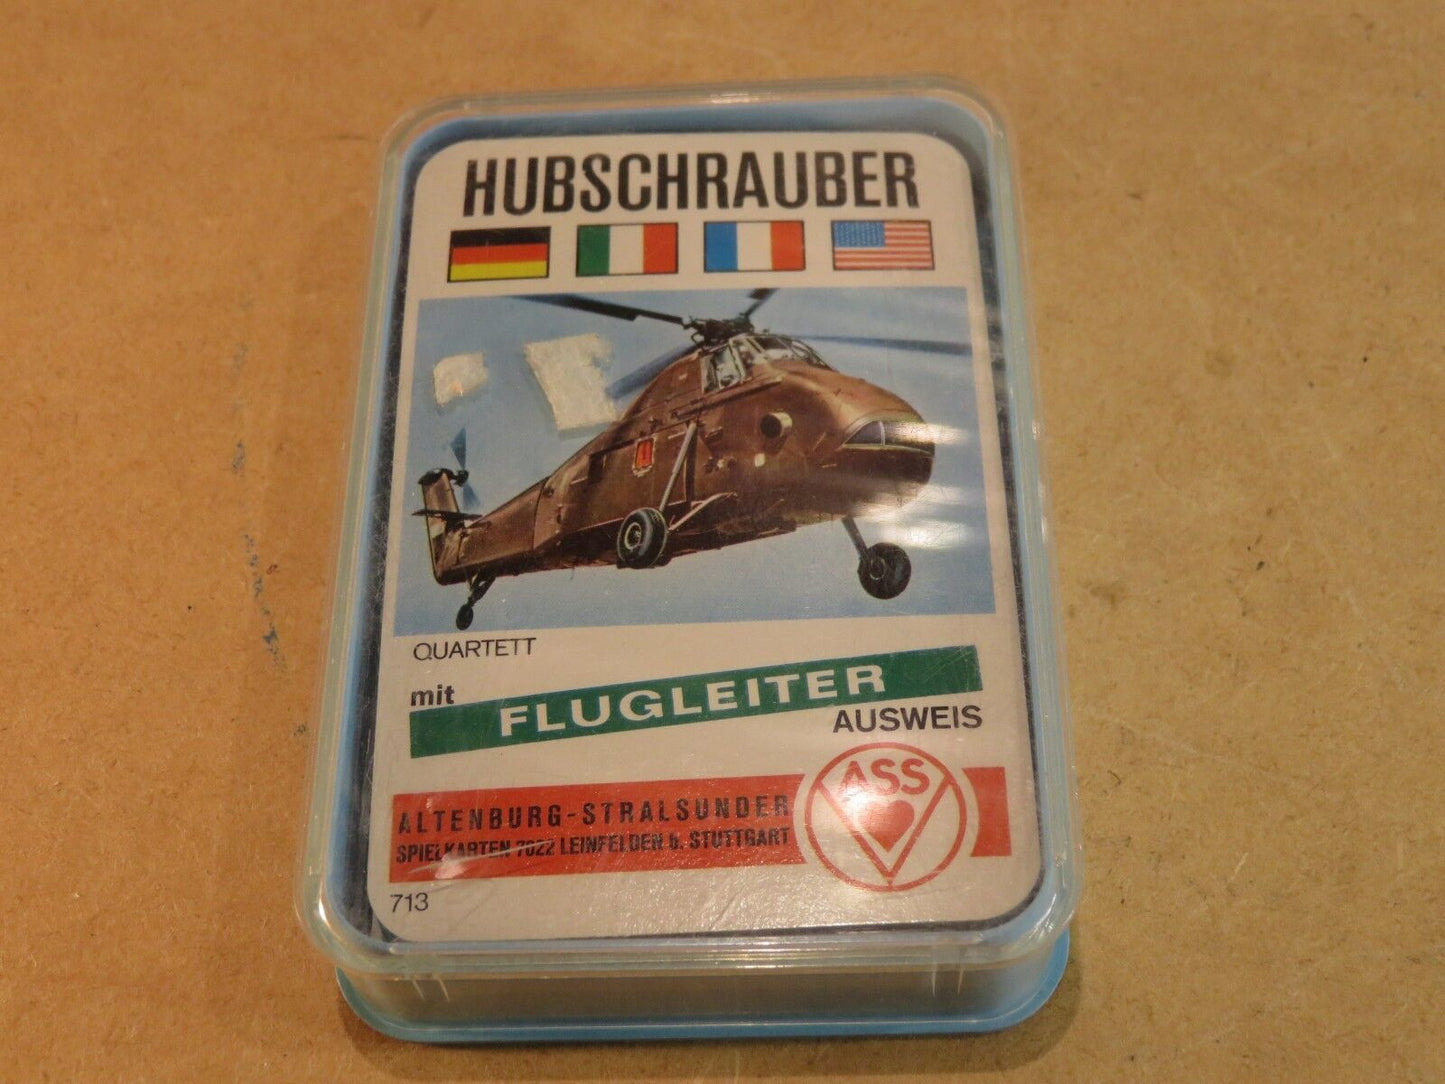 HUBSCHRAUBER
QUARTETT
mit
FLUGLEITER
AUSWEIS
ASS
ALTENBURG-STRALSUNDER
SPIELKARTEN 7022 LEINFELDEN b. STUTTGART
713